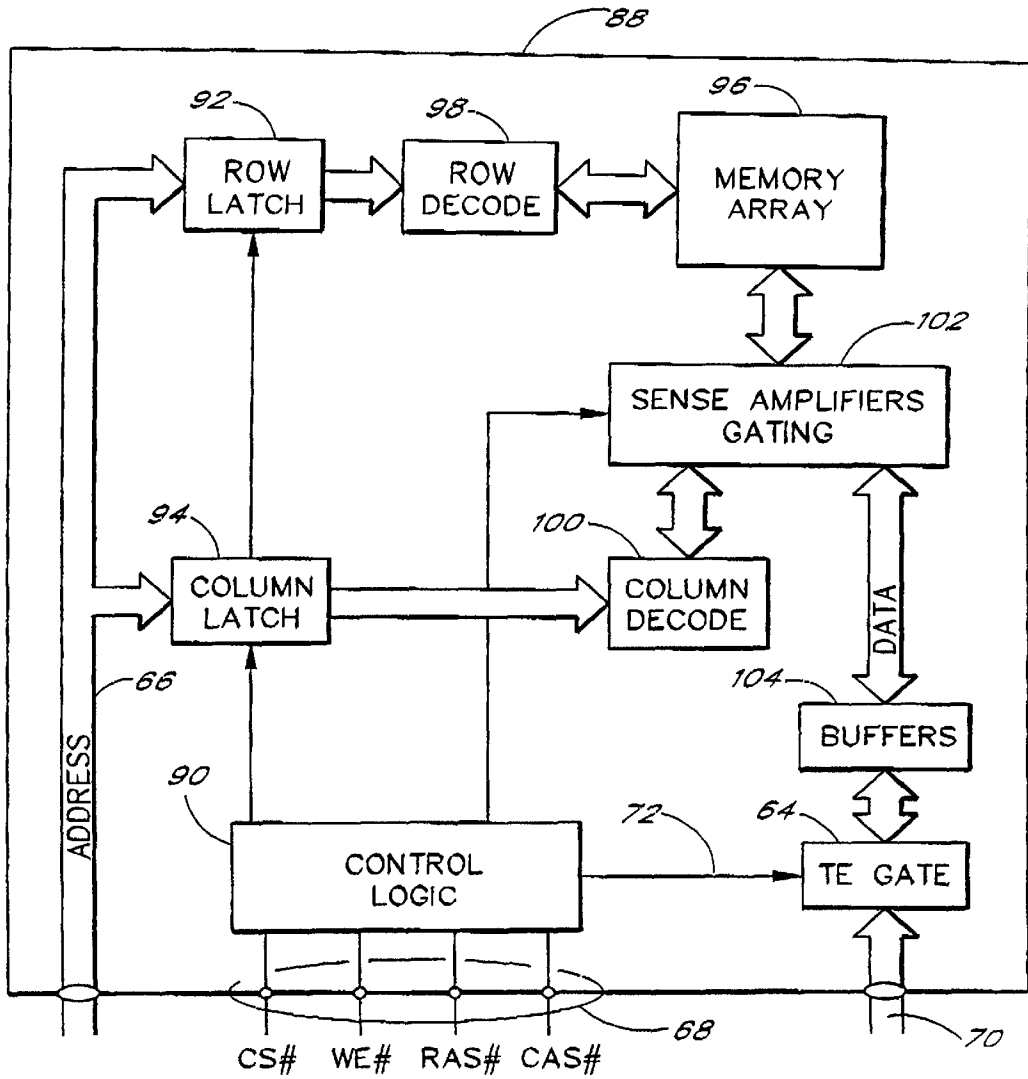 88
92
98
96
ROW
LATCH
ROW
DECODE
MEMORY
ARRAY
102
SENSE AMPLIFIERS
GATING
94
100
COLUMN
LATCH
COLUMN
DECODE
DATA
66
104
BUFFERS
ADDRESS
90
72
64
CONTROL
LOGIC
TE GATE
68
70
CS# WE# RAS# CAS#